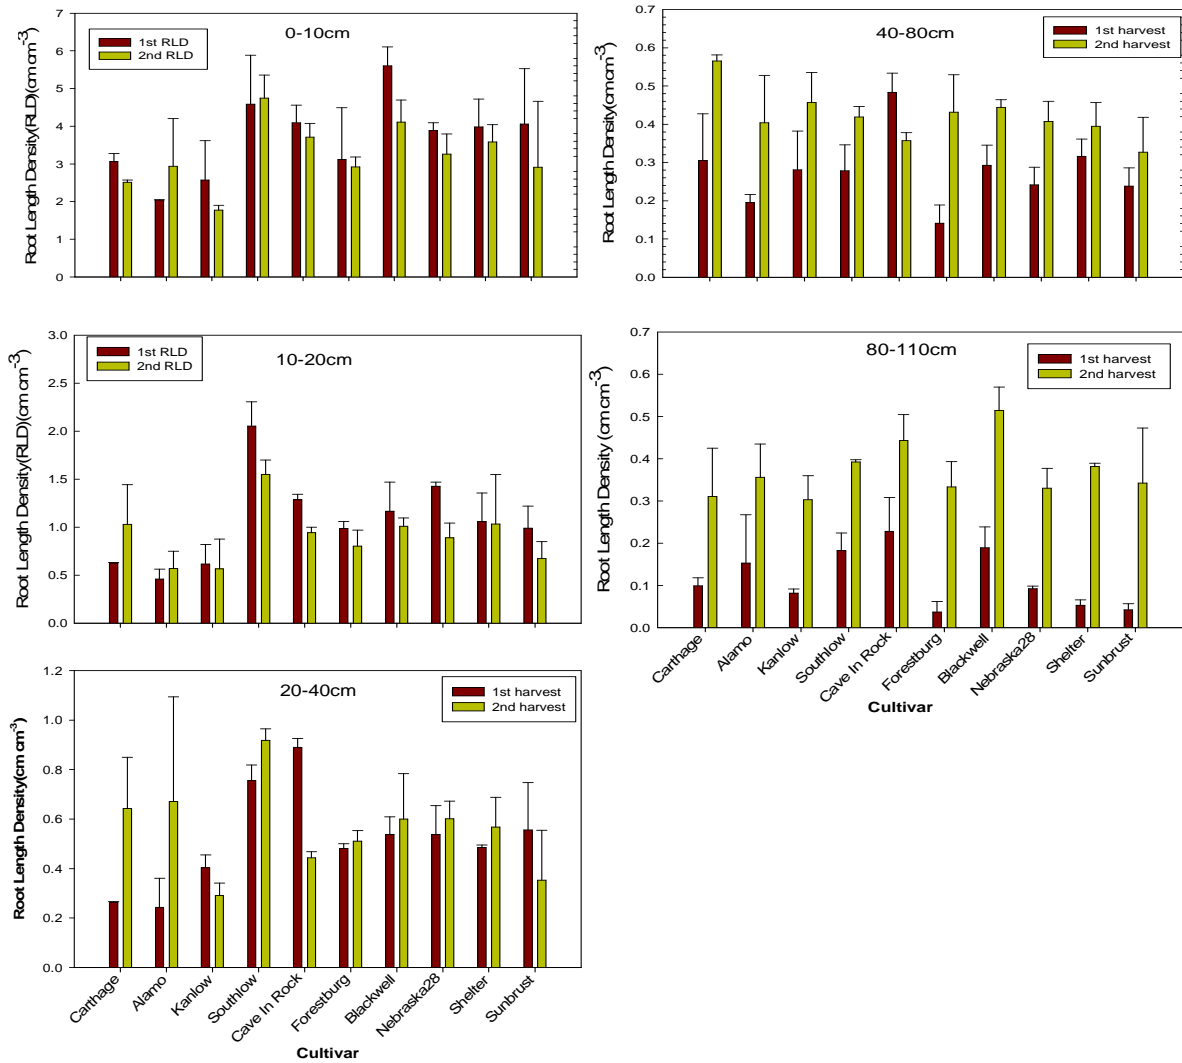 0-10cm
1st RLD
2nd RLD
Root Length Density(RLD)(cm cm-3)
7
6
5
4
3
2
1
0
40-80cm
1st harvest
2nd harvest
Root Length Density(cm cm-3)
0.7
0.6
0.5
0.4
0.3
0.2
0.1
0.0
10-20cm
1st RLD
2nd RLD
Root Length Density(RLD)(cm cm-3)
3.0
2.5
2.0
1.5
1.0
0.5
0.0
80-110cm
1st harvest
2nd harvest
Root Length Density (cm cm-3)
0.7
0.6
0.5
0.4
0.3
0.2
0.1
0.0
Carthage
Alamo
Kanlow
Southlow
Cave In Rock
Forestburg
Blackwell
Nebraska28
Shelter
Sunbrust
Cultivar
20-40cm
1st harvest
2nd harvest
Root Length Density(cm cm-3)
1.2
1.0
0.8
0.6
0.4
0.2
0.0
Carthage
Alamo
Kanlow
Southlow
Cave In Rock
Forestburg
Blackwell
Nebraska28
Shelter
Sunbrust
Cultivar